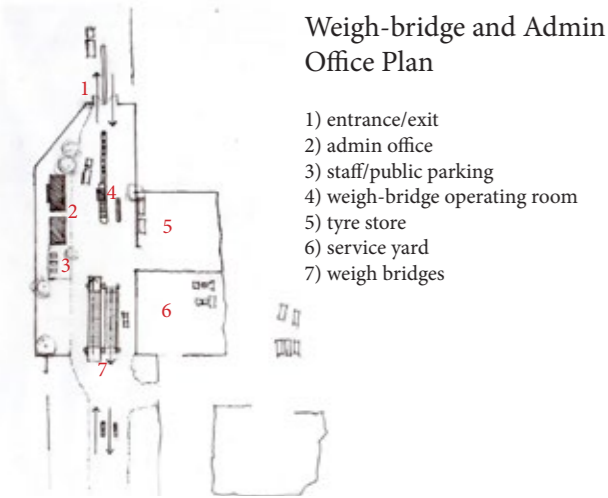 Weigh-bridge and Admin
Office Plan
1) entrance/exit
2) admin office
3) staff/public parking
4) weigh-bridge operating room
5) tyre store
6) service yard
7) weigh bridges
1
4
2
5
3
6
7